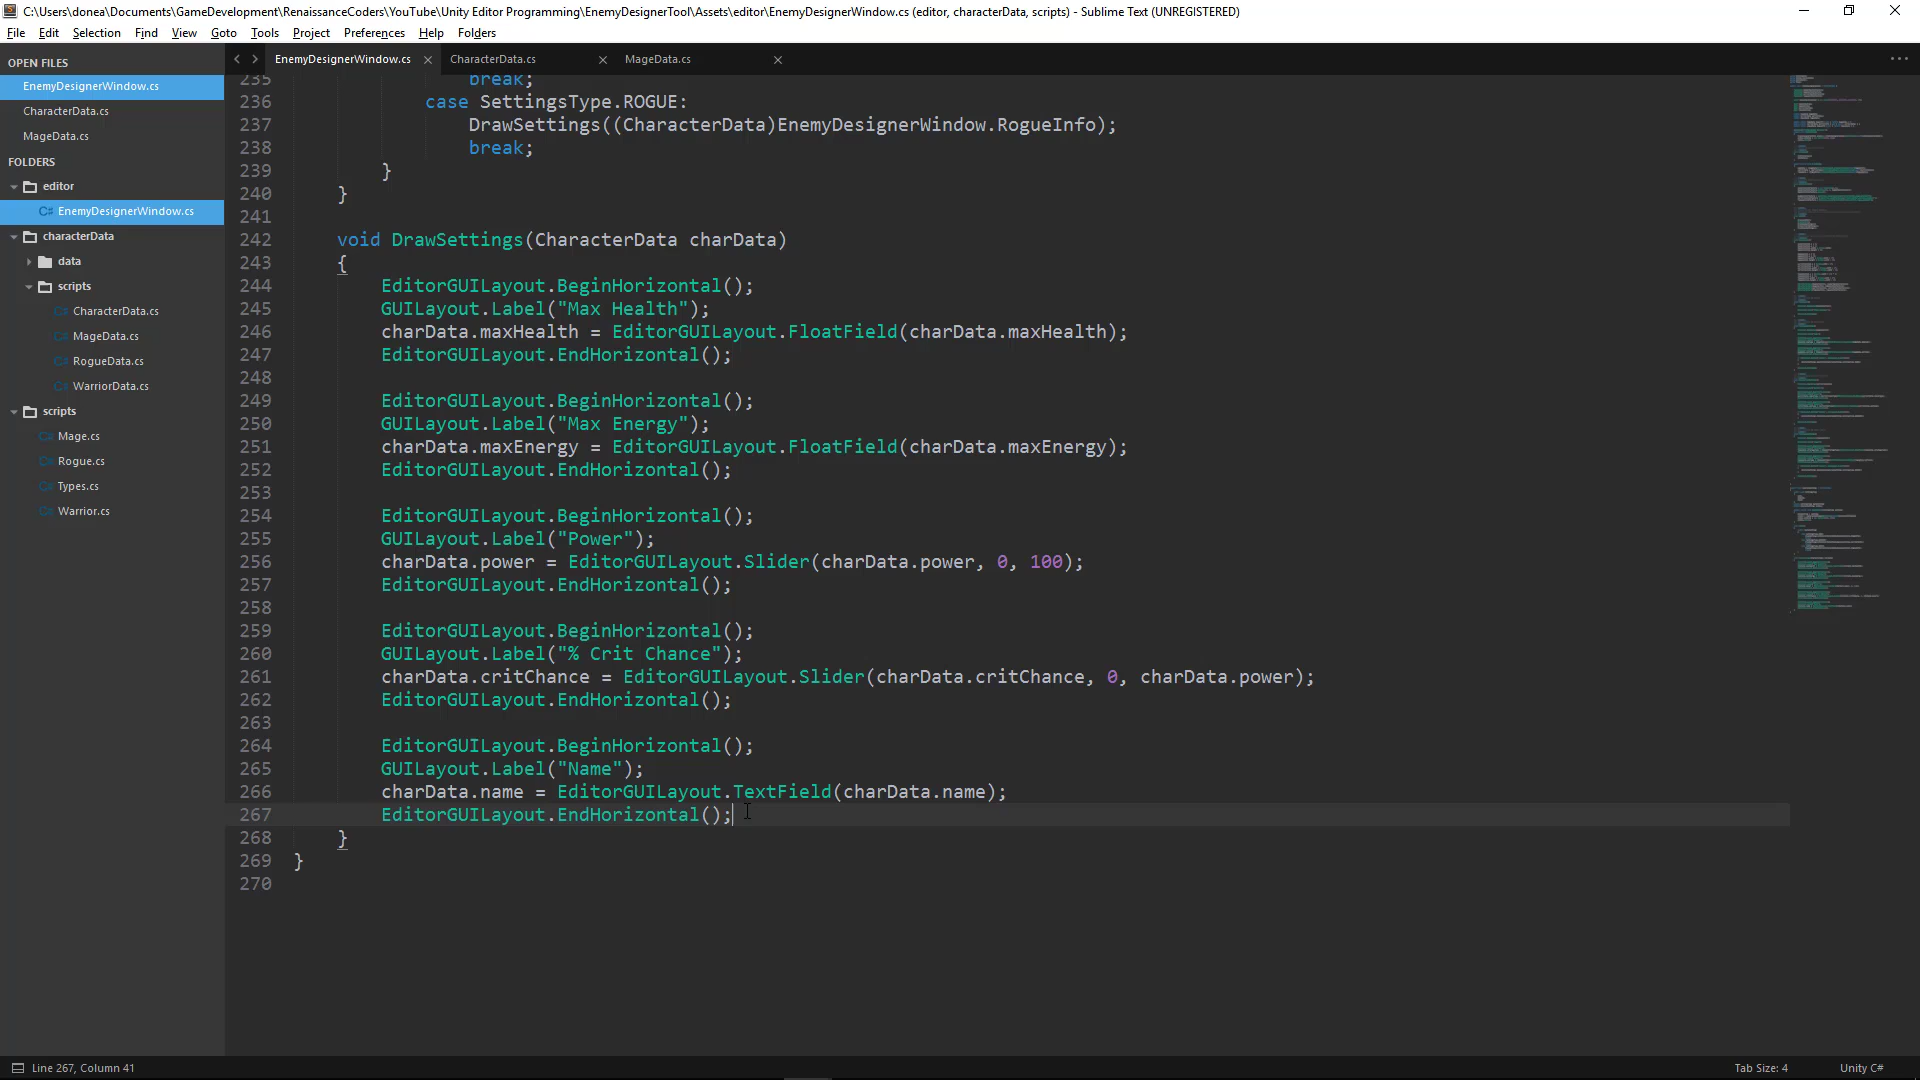 C:\Users\donea\Documents\GameDevelopment\RenaissanceCoders\YouTube\Unity Editor Programming\EnemyDesignerTool\Assets\editor\EnemyDesignerWindow.cs (editor, characterData, scripts) - Sublime Text (UNREGISTERED)
File Edit Selection Find View Goto Tools Project Preferences Help Folders
OPEN FILES
EnemyDesignerWindow.cs
CharacterData.cs
MageData.cs
FOLDERS
editor
C# EnemyDesignerWindow.cs
characterData
data
scripts
C# CharacterData.cs
C# MageData.cs
C# RogueData.cs
C# WarriorData.cs
scripts
C# Mage.cs
C# Rogue.cs
C# Types.cs
C# Warrior.cs
EnemyDesignerWindow.cs CharacterData.cs MageData.cs
235 break;
236 case SettingsType.ROGUE:
237 DrawSettings((CharacterData)EnemyDesignerWindow.RogueInfo);
238 break;
239 }
240 }
241
242 void DrawSettings(CharacterData charData)
243 {
244 EditorGUILayout.BeginHorizontal();
245 GUILayout.Label("Max Health");
246 charData.maxHealth = EditorGUILayout.FloatField(charData.maxHealth);
247 EditorGUILayout.EndHorizontal();
248
249 EditorGUILayout.BeginHorizontal();
250 GUILayout.Label("Max Energy");
251 charData.maxEnergy = EditorGUILayout.FloatField(charData.maxEnergy);
252 EditorGUILayout.EndHorizontal();
253
254 EditorGUILayout.BeginHorizontal();
255 GUILayout.Label("Power");
256 charData.power = EditorGUILayout.Slider(charData.power, 0, 100);
257 EditorGUILayout.EndHorizontal();
258
259 EditorGUILayout.BeginHorizontal();
260 GUILayout.Label("% Crit Chance");
261 charData.critChance = EditorGUILayout.Slider(charData.critChance, 0, charData.power);
262 EditorGUILayout.EndHorizontal();
263
264 EditorGUILayout.BeginHorizontal();
265 GUILayout.Label("Name");
266 charData.name = EditorGUILayout.TextField(charData.name);
267 EditorGUILayout.EndHorizontal();
268 }
269 }
270
Line 267, Column 41
Tab Size: 4
Unity C#